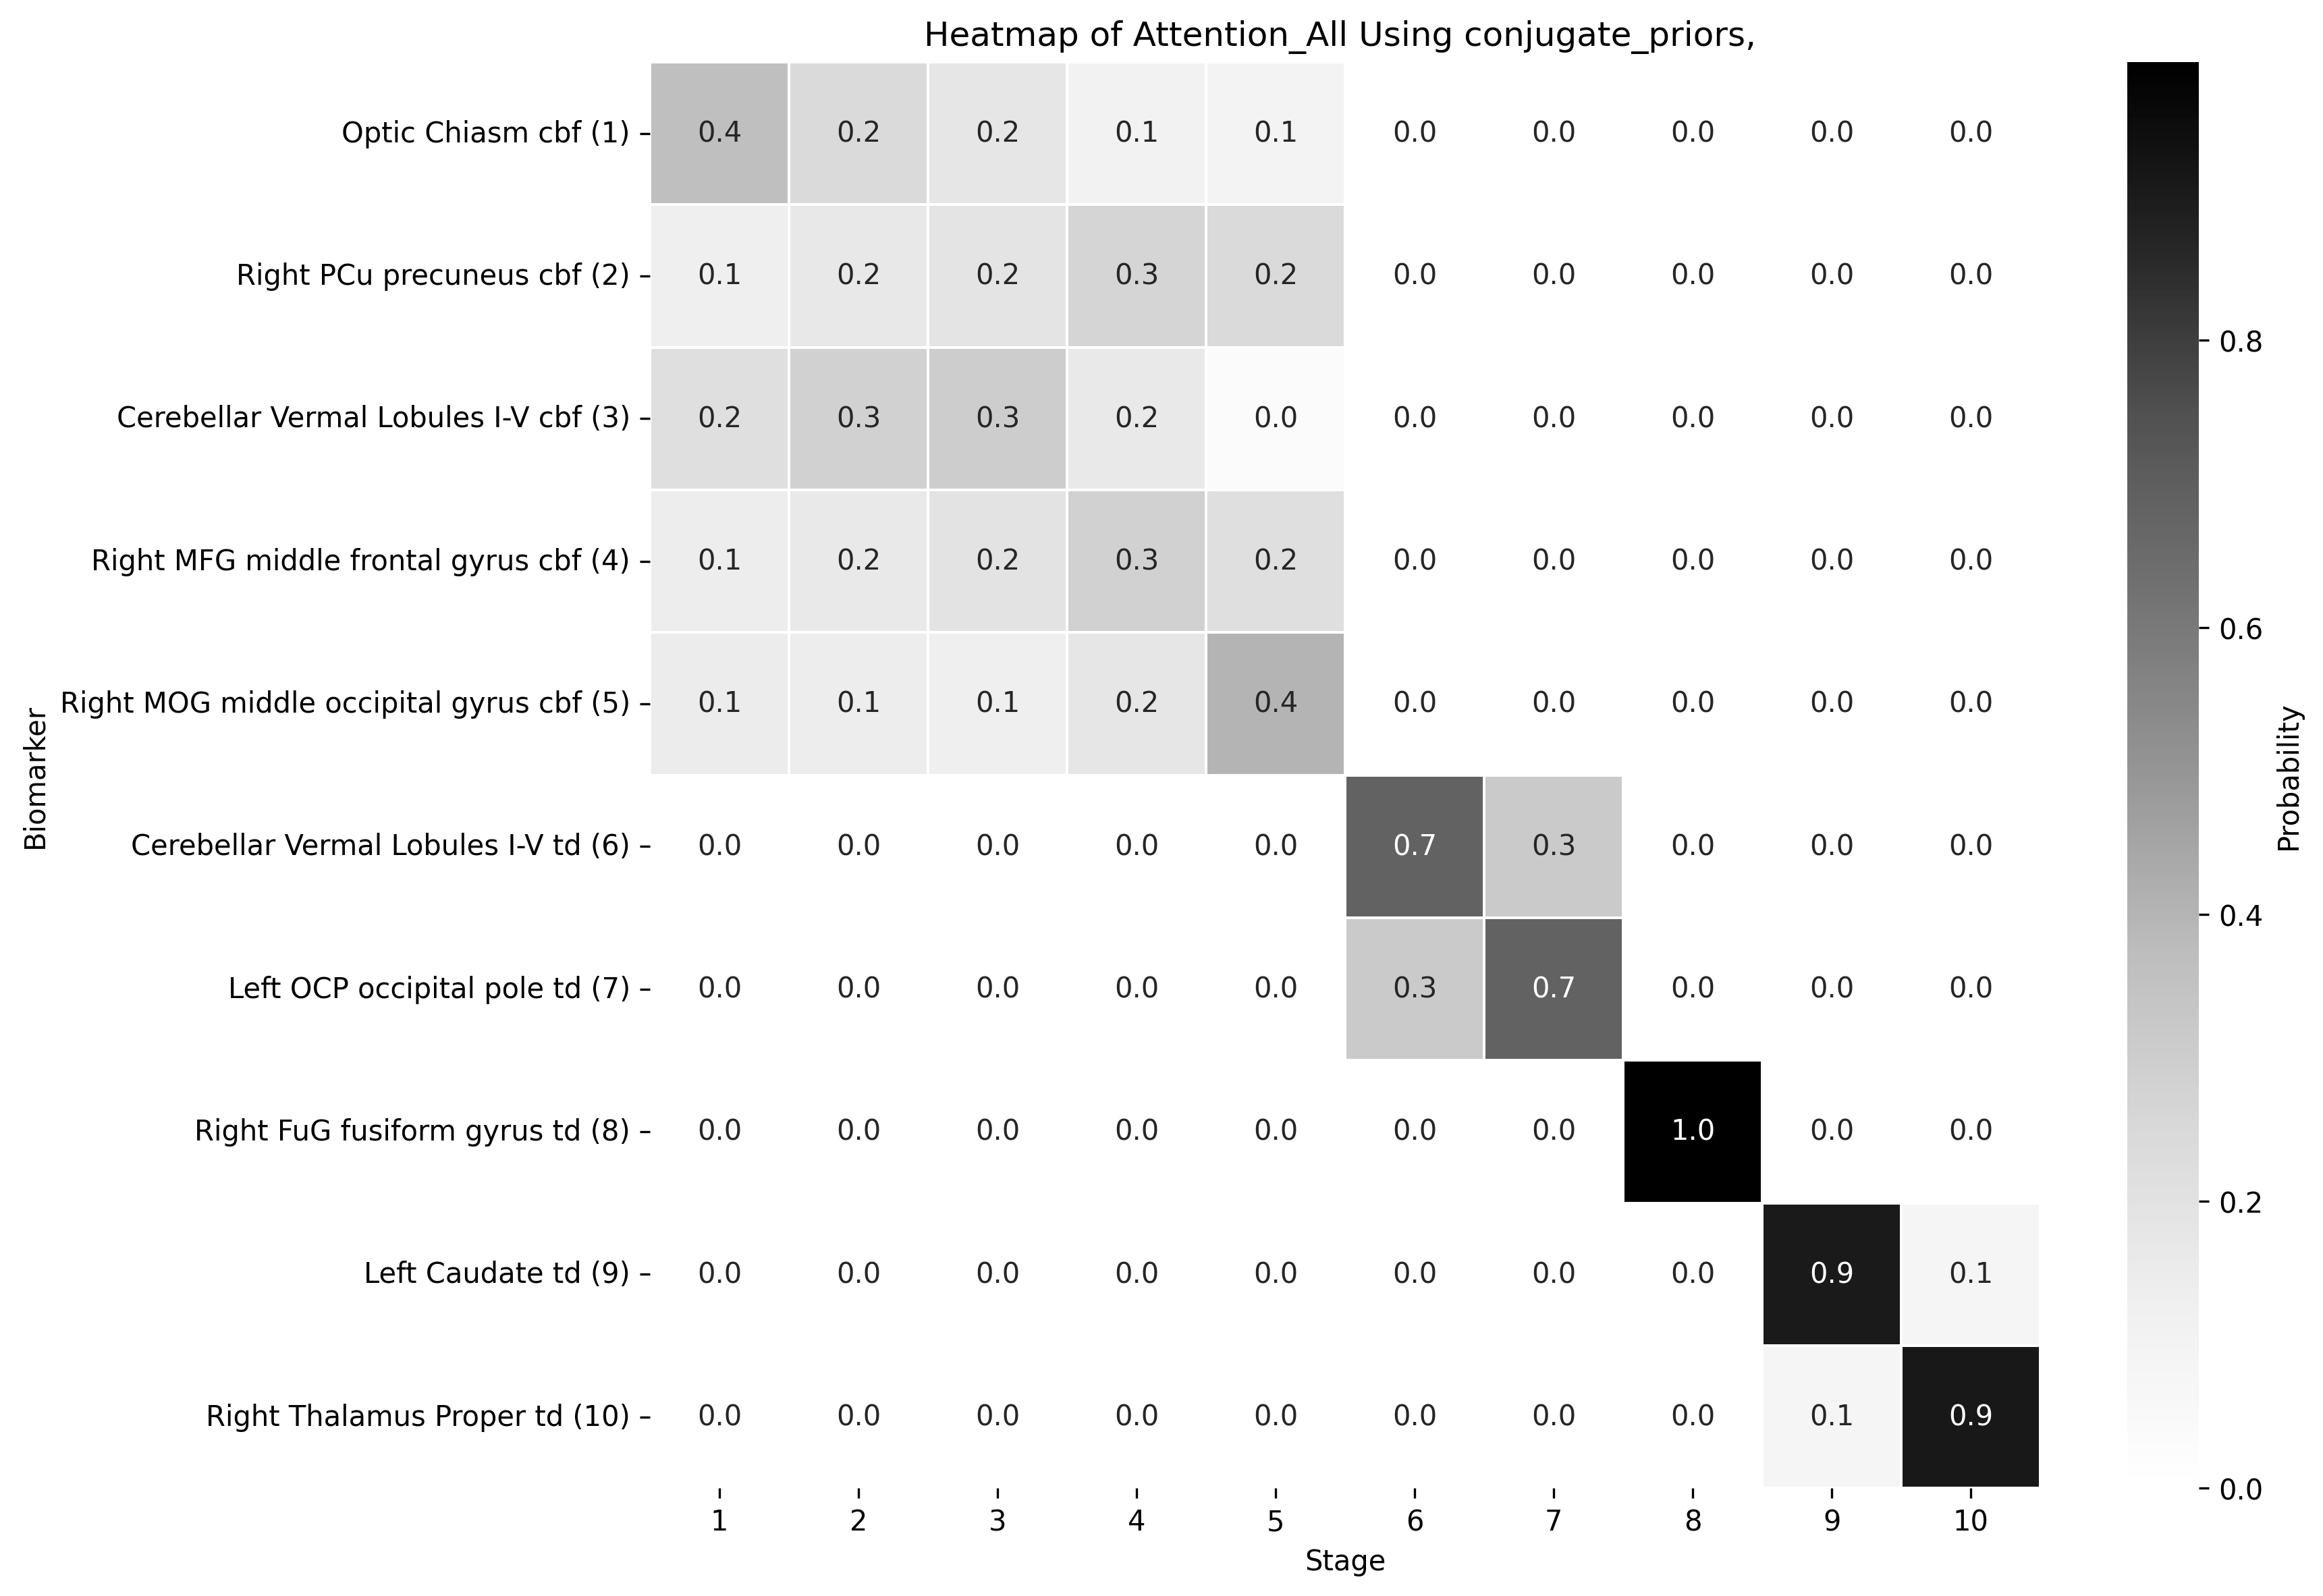 Heatmap of Attention_All Using conjugate_priors,
Optic Chiasm cbf (1) 0.4 0.2 0.2 0.1 0.1 0.0 0.0 0.0 0.0 0.0
Right PCu precuneus cbf (2) 0.1 0.2 0.2 0.3 0.2 0.0 0.0 0.0 0.0 0.0
Cerebellar Vermal Lobules I-V cbf (3) 0.2 0.3 0.3 0.2 0.0 0.0 0.0 0.0 0.0 0.0
Right MFG middle frontal gyrus cbf (4) 0.1 0.2 0.2 0.3 0.2 0.0 0.0 0.0 0.0 0.0
Right MOG middle occipital gyrus cbf (5) 0.1 0.1 0.1 0.2 0.4 0.0 0.0 0.0 0.0 0.0
Cerebellar Vermal Lobules I-V td (6) 0.0 0.0 0.0 0.0 0.0 0.7 0.3 0.0 0.0 0.0
Left OCP occipital pole td (7) 0.0 0.0 0.0 0.0 0.0 0.3 0.7 0.0 0.0 0.0
Right FuG fusiform gyrus td (8) 0.0 0.0 0.0 0.0 0.0 0.0 0.0 1.0 0.0 0.0
Left Caudate td (9) 0.0 0.0 0.0 0.0 0.0 0.0 0.0 0.0 0.9 0.1
Right Thalamus Proper td (10) 0.0 0.0 0.0 0.0 0.0 0.0 0.0 0.0 0.1 0.9
1 2 3 4 5 6 7 8 9 10
Stage
Biomarker
0.8
0.6
0.4
0.2
0.0
Probability